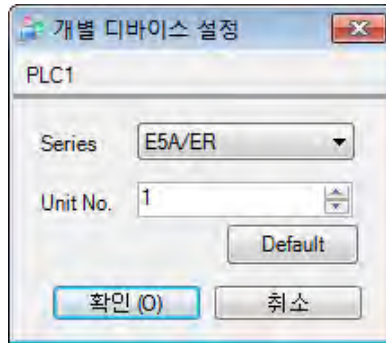 개별 디바이스 설정
PLC1
Series E5A/ER
Unit No. 1
Default
확인 (O) 취소